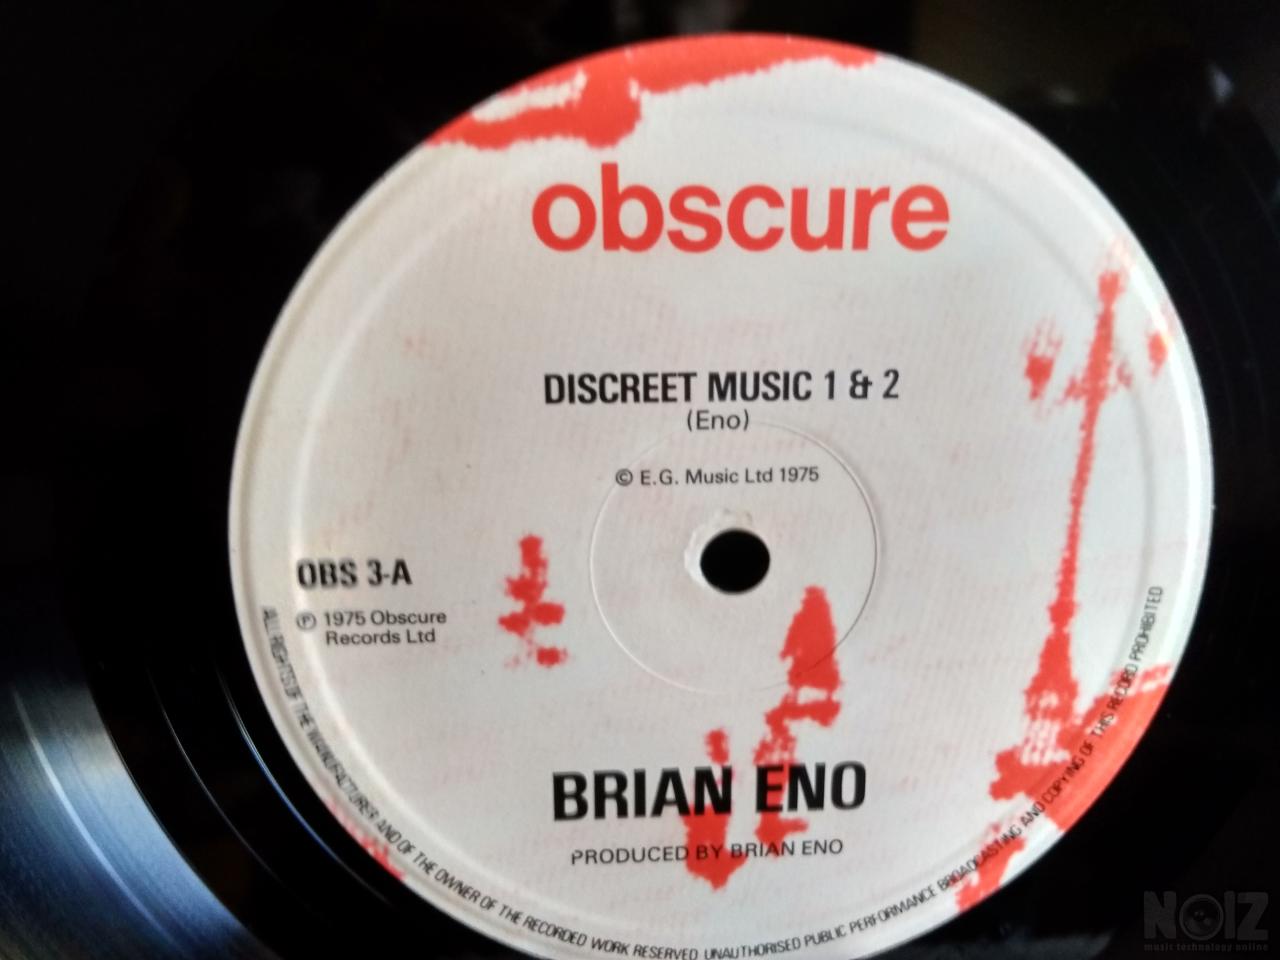 obscure
DISCREET MUSIC 1 & 2
(Eno)
© E.G. Music Ltd 1975
OBS 3-A
℗ 1975 Obscure
Records Ltd
BRIAN ENO
PRODUCED BY BRIAN ENO
ALL RIGHTS OF THE MANUFACTURER AND OF THE OWNER OF THE RECORDED WORK RESERVED UNAUTHORISED PUBLIC PERFORMANCE BROADCASTING AND COPYING OF THIS RECORD PROHIBITED
NOIZ
music technology online